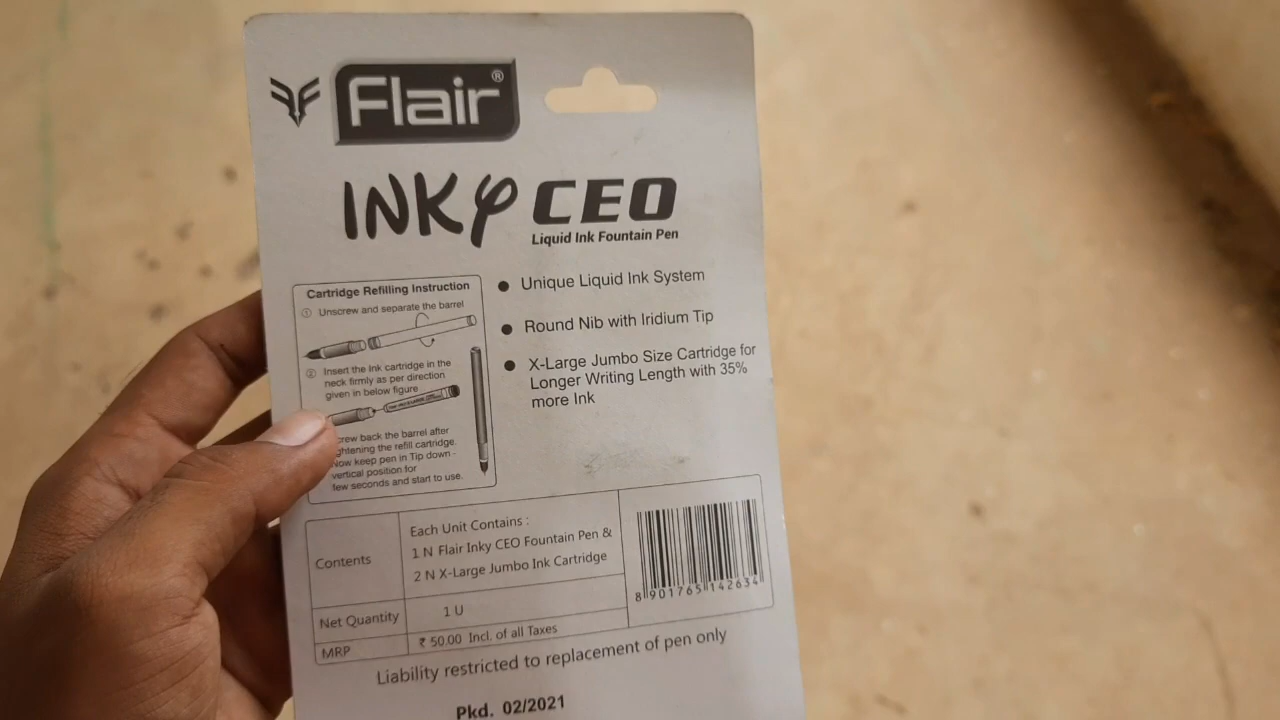 Flair®
INKY CEO
Liquid Ink Fountain Pen
Cartridge Refilling Instruction
① Unscrew and separate the barrel
② Insert the Ink cartridge in the
neck firmly as per direction
given in below figure
back the barrel after
the refill cartridge.
Now keep pen in Tip down -
vertical position for
few seconds and start to use.
● Unique Liquid Ink System
● Round Nib with Iridium Tip
● X-Large Jumbo Size Cartridge for
Longer Writing Length with 35%
more Ink
Contents
Each Unit Contains :
1 N Flair Inky CEO Fountain Pen &
2 N X-Large Jumbo Ink Cartridge
Net Quantity 1 U
MRP ₹ 50.00 Incl. of all Taxes
8 901765 142634
Liability restricted to replacement of pen only
Pkd. 02/2021